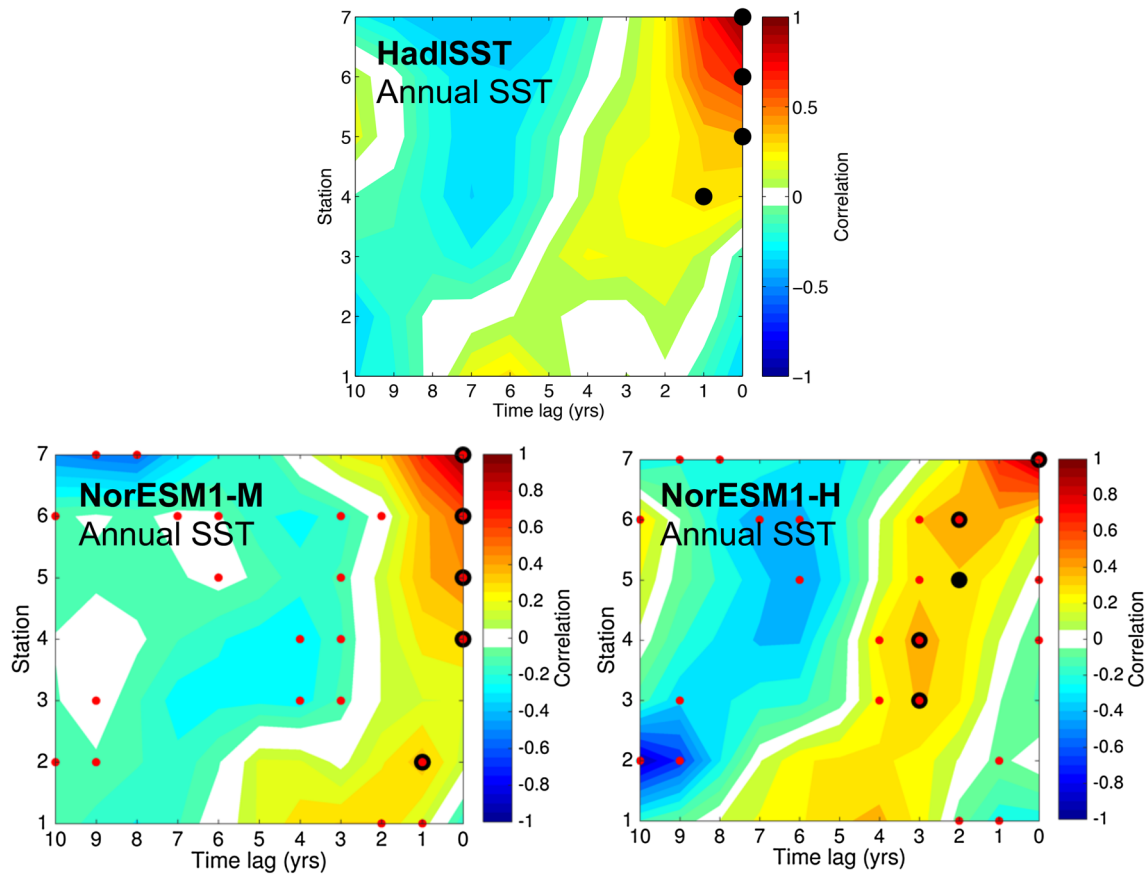 HadISST
Annual SST
7
6
5
4
3
2
1
Station
10 9 8 7 6 5 4 3 2 1 0
Time lag (yrs)
1
0.5
0
−0.5
−1
Correlation
NorESM1-M
Annual SST
7
6
5
4
3
2
1
Station
10 9 8 7 6 5 4 3 2 1 0
Time lag (yrs)
1
0.8
0.6
0.4
0.2
0
-0.2
-0.4
-0.6
-0.8
-1
Correlation
NorESM1-H
Annual SST
7
6
5
4
3
2
1
Station
10 9 8 7 6 5 4 3 2 1 0
Time lag (yrs)
1
0.8
0.6
0.4
0.2
0
-0.2
-0.4
-0.6
-0.8
-1
Correlation